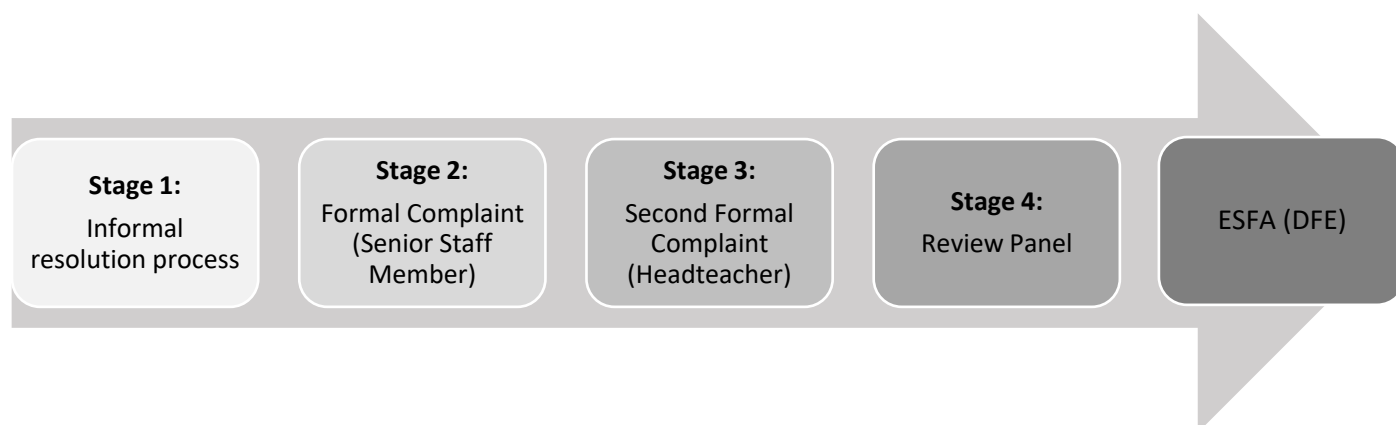 Stage 1:
Informal
resolution process
Stage 2:
Formal Complaint
(Senior Staff
Member)
Stage 3:
Second Formal
Complaint
(Headteacher)
Stage 4:
Review Panel
ESFA (DFE)